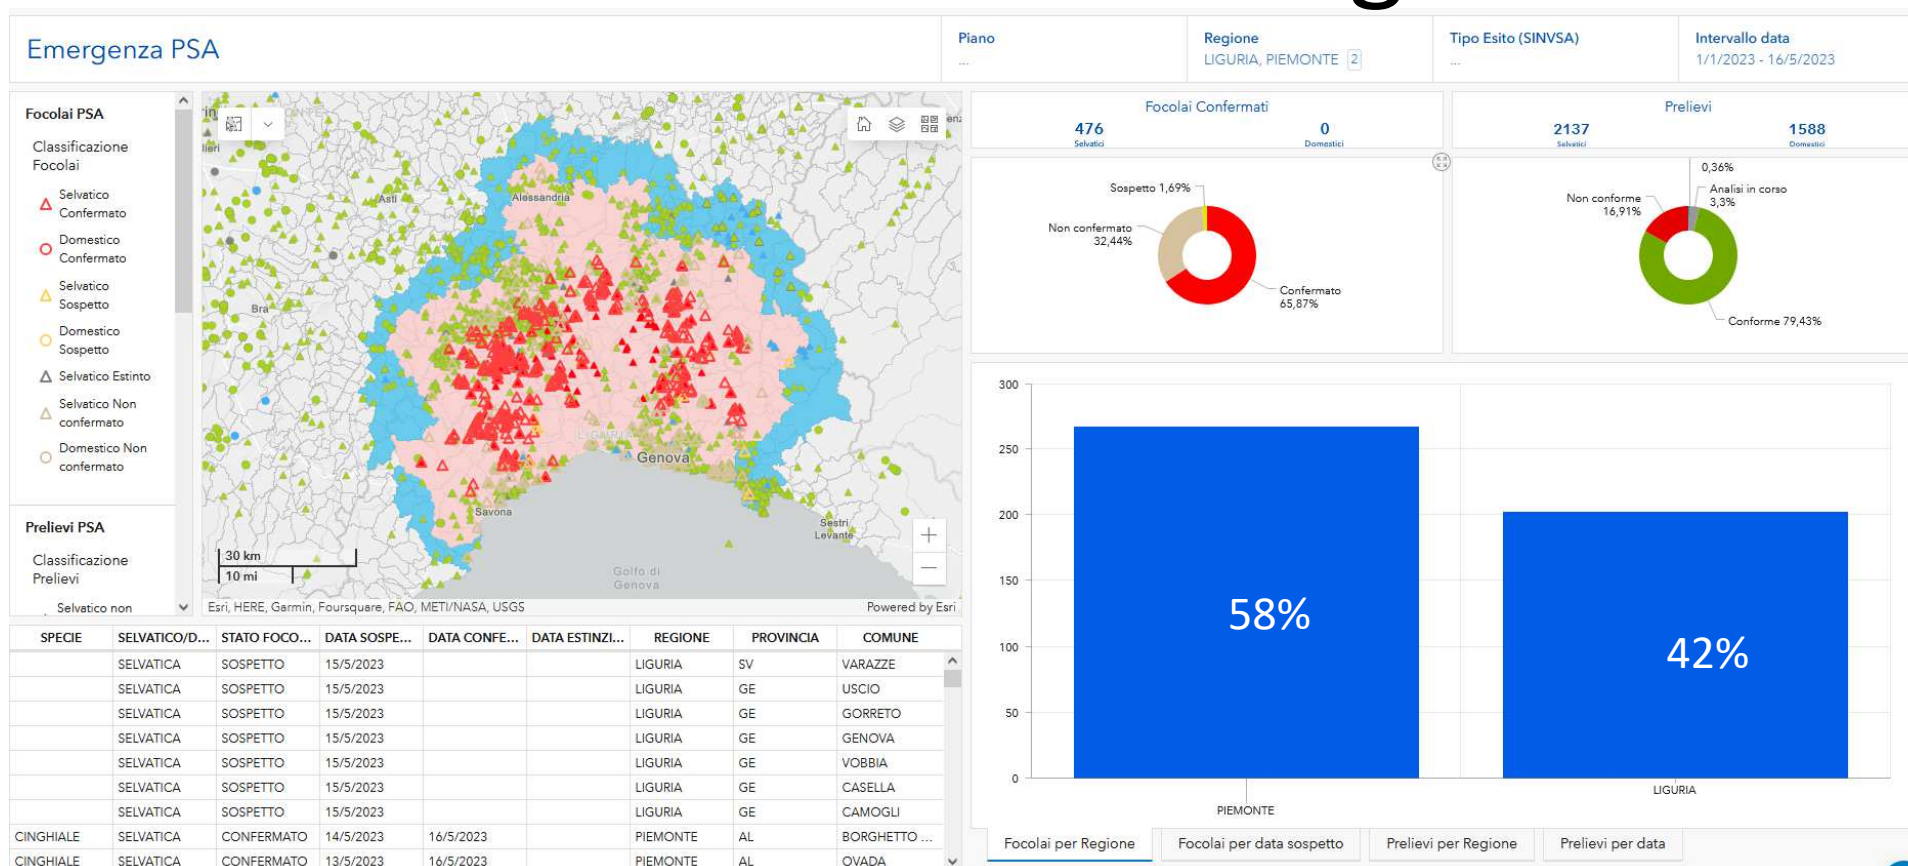 g
Emergenza PSA
Piano
...
Regione
LIGURIA, PIEMONTE 2
Tipo Esito (SINVSA)
...
Intervallo data
1/1/2023 - 16/5/2023
Focolai PSA
Classificazione
Focolai
Selvatico
Confermato
Domestico
Confermato
Selvatico
Sospetto
Domestico
Sospetto
Selvatico Estinto
Selvatico Non
confermato
Domestico Non
confermato
Prelievi PSA
Classificazione
Prelievi
Selvatico non
Asti
Alessandria
Bra
LIGURIA
Genova
Savona
Sestri
Levante
Golfo di
Genova
30 km
10 mi
Esri, HERE, Garmin, Foursquare, FAO, METI/NASA, USGS
Powered by Esri
Focolai Confermati
476
Selvatici
0
Domestici
Prelievi
2137
Selvatici
1588
Domestici
Sospetto 1,69%
Non confermato
32,44%
Confermato
65,87%
0,36%
Analisi in corso
3,3%
Non conforme
16,91%
Conforme 79,43%
300
250
200
150
100
50
0
58%
42%
PIEMONTE
LIGURIA
Focolai per Regione
Focolai per data sospetto
Prelievi per Regione
Prelievi per data
SPECIE SELVATICO/D... STATO FOCO... DATA SOSPE... DATA CONFE... DATA ESTINZI... REGIONE PROVINCIA COMUNE
SELVATICA SOSPETTO 15/5/2023 LIGURIA SV VARAZZE
SELVATICA SOSPETTO 15/5/2023 LIGURIA GE USCIO
SELVATICA SOSPETTO 15/5/2023 LIGURIA GE GORRETO
SELVATICA SOSPETTO 15/5/2023 LIGURIA GE GENOVA
SELVATICA SOSPETTO 15/5/2023 LIGURIA GE VOBBIA
SELVATICA SOSPETTO 15/5/2023 LIGURIA GE CASELLA
SELVATICA SOSPETTO 15/5/2023 LIGURIA GE CAMOGLI
CINGHIALE SELVATICA CONFERMATO 14/5/2023 16/5/2023 PIEMONTE AL BORGHETTO ...
CINGHIALE SELVATICA CONFERMATO 13/5/2023 16/5/2023 PIEMONTE AL OVADA